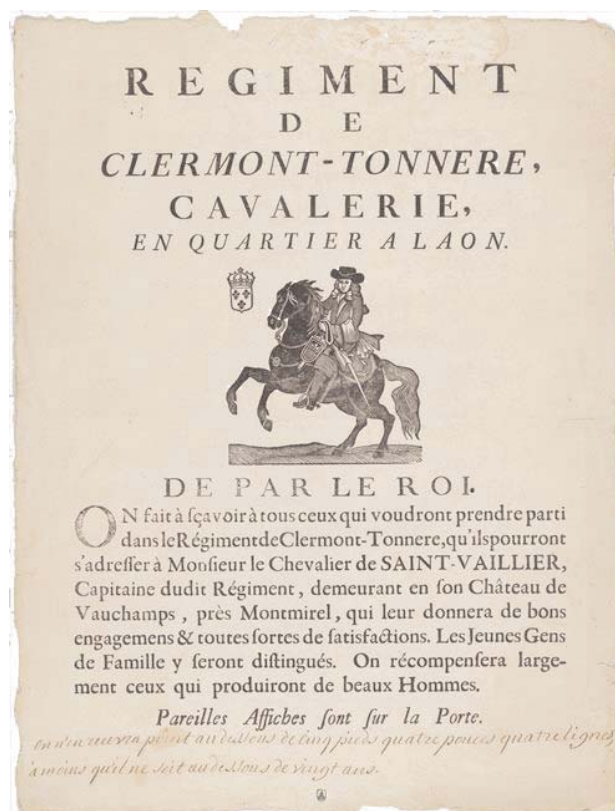 REGIMENT
DE
CLERMONT-TONNERE,
CAVALERIE,
EN QUARTIER A LAON.
DE PAR LE ROI.
ON fait à sçavoir à tous ceux qui voudront prendre parti
dans le Régiment de Clermont-Tonnere, qu'ils pourront
s'adreſſer à Monſieur le Chevalier de SAINT-VAILLIER,
Capitaine dudit Régiment, demeurant en ſon Château de
Vauchamps, près Montmirel, qui leur donnera de bons
engagemens & toutes ſortes de ſatisfactions. Les Jeunes Gens
de Famille y ſeront diſtingués. On récompenſera large-
ment ceux qui produiront de beaux Hommes.
Pareilles Affiches ſont ſur la Porte.
on n'en recevra point au dessous de cinq pieds quatre pouces quatre lignes,
a moins qu'il ne soit au dessous de vingt ans.